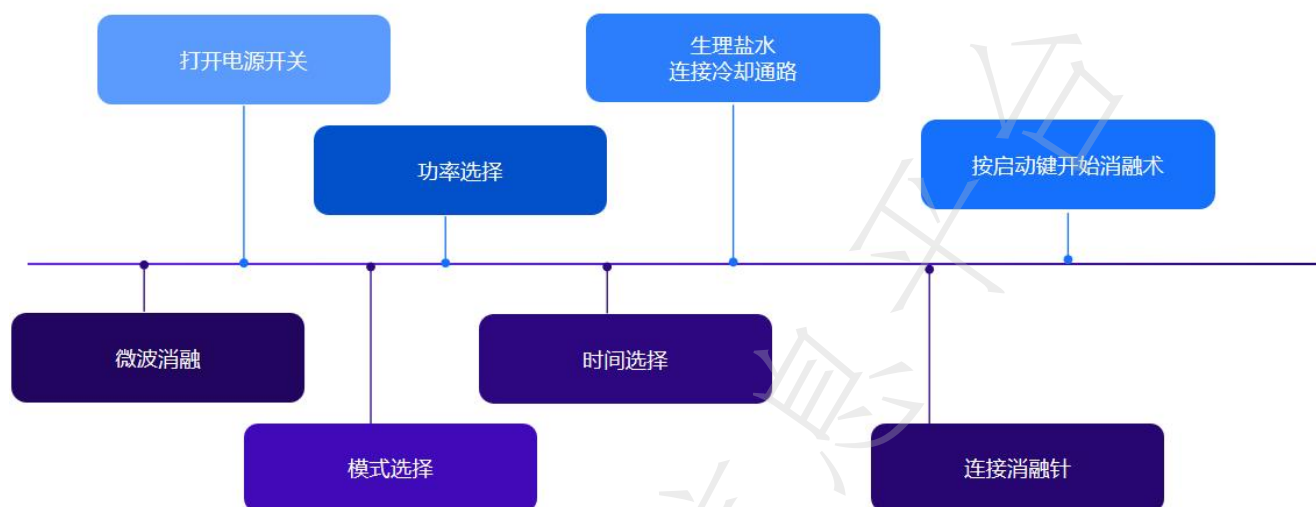 打开电源开关
生理盐水
连接冷却通路
功率选择
按启动键开始消融术
微波消融
时间选择
模式选择
连接消融针